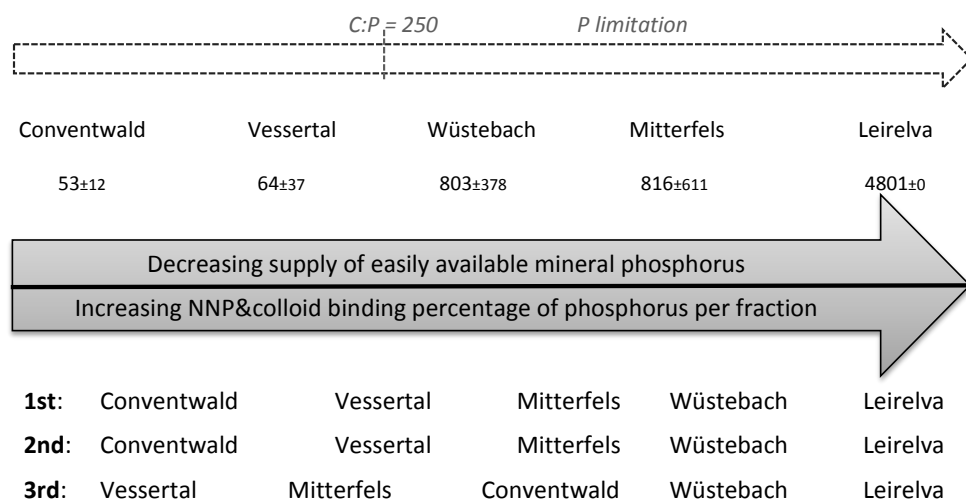 C:P = 250 P limitation
Conventwald Vessertal Wüstebach Mitterfels Leirelva
53±12 64±37 803±378 816±611 4801±0
Decreasing supply of easily available mineral phosphorus
Increasing NNP&colloid binding percentage of phosphorus per fraction
1st: Conventwald Vessertal Mitterfels Wüstebach Leirelva
2nd: Conventwald Vessertal Mitterfels Wüstebach Leirelva
3rd: Vessertal Mitterfels Conventwald Wüstebach Leirelva